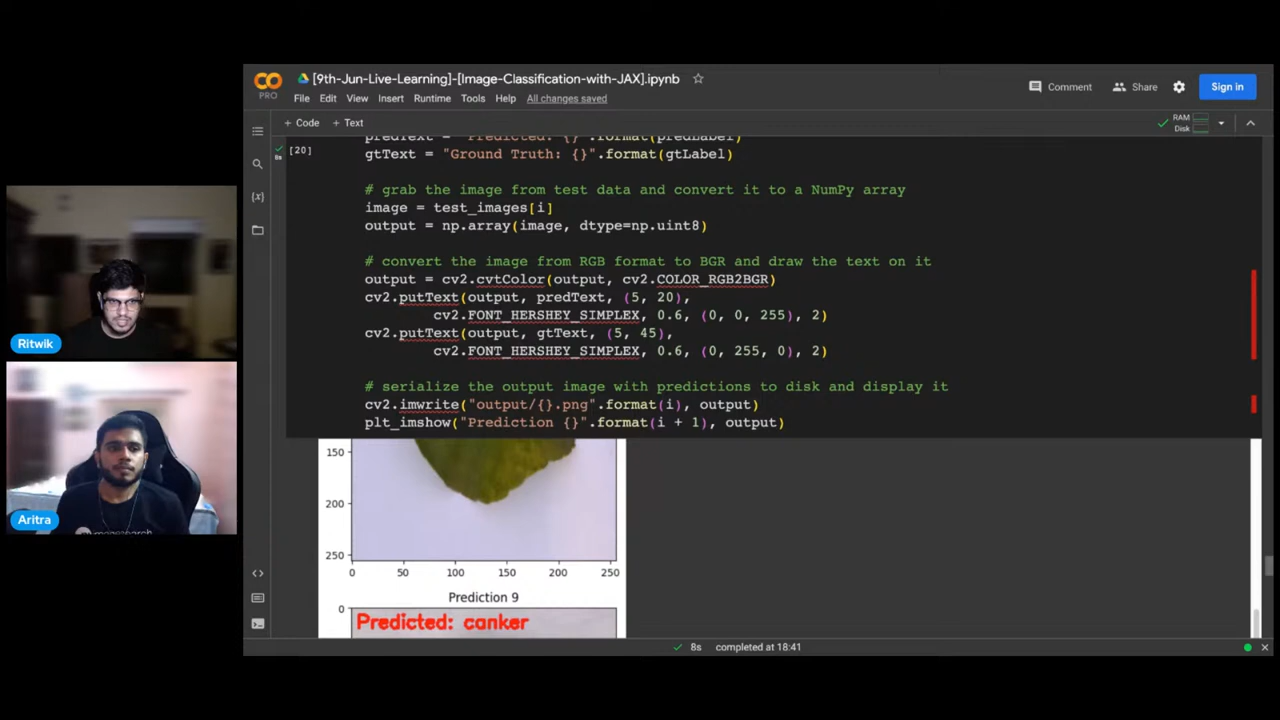 [9th-Jun-Live-Learning]-[Image-Classification-with-JAX].ipynb
Comment
Share
Sign in
PRO
File Edit View Insert Runtime Tools Help All changes saved
+ Code + Text
RAM
Disk
predText = "Predicted: {}".format(predLabel)
[20]
8s
gtText = "Ground Truth: {}".format(gtLabel)
# grab the image from test data and convert it to a NumPy array
image = test_images[i]
output = np.array(image, dtype=np.uint8)
# convert the image from RGB format to BGR and draw the text on it
output = cv2.cvtColor(output, cv2.COLOR_RGB2BGR)
cv2.putText(output, predText, (5, 20),
cv2.FONT_HERSHEY_SIMPLEX, 0.6, (0, 0, 255), 2)
cv2.putText(output, gtText, (5, 45),
cv2.FONT_HERSHEY_SIMPLEX, 0.6, (0, 255, 0), 2)
# serialize the output image with predictions to disk and display it
cv2.imwrite("output/{}.png".format(i), output)
plt_imshow("Prediction {}".format(i + 1), output)
150
200
250
0 50 100 150 200 250
Prediction 9
0
Predicted: canker
8s completed at 18:41
Ritwik
Aritra